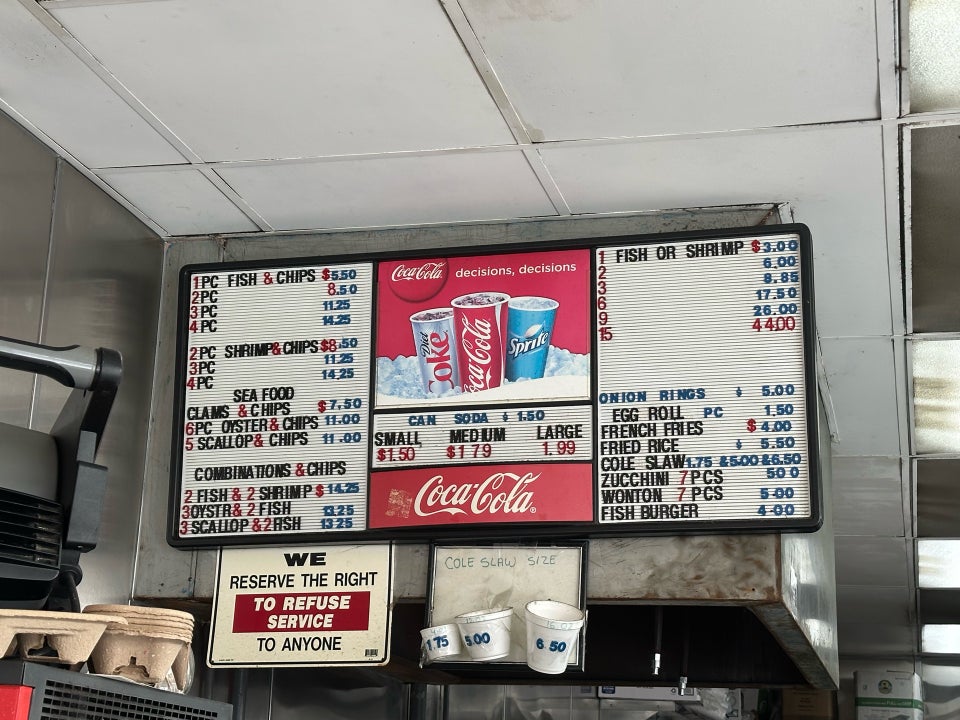 1PC FISH & CHIPS $5.50
2PC 8.50
3PC 11.25
4PC 14.25
2PC SHRIMP&CHIPS $8.50
3PC 11.25
4PC 14.25
SEA FOOD
CLAMS & CHIPS $7.50
6PC OYSTER& CHIPS 11.00
5 SCALLOP& CHIPS 11.00
COMBINATIONS & CHIPS
2 FISH & 2 SHRIMP $14.25
3OYSTR& 2 FISH 13.25
3 SCALLOP &2FISH 13 25
Coca-Cola decisions, decisions
Diet Coke
Coca-Cola
Sprite
CAN SODA $ 1.50
SMALL MEDIUM LARGE
$1.50 $1 79 1.99
Coca-Cola
1 FISH OR SHRIMP $3.00
2 6.00
3 8.85
6 17.50
9 26.00
15 44.00
ONION RINGS $ 5.00
EGG ROLL PC 1.50
FRENCH FRIES $ 4.00
FRIED RICE $ 5.50
COLE SLAW 1.75 &5.00 &6.50
ZUCCHINI 7 PCS 5 0 0
WONTON 7 PCS 5 00
FISH BURGER 4 00
WE
RESERVE THE RIGHT
TO REFUSE
SERVICE
TO ANYONE
COLE SLAW SIZE
1.75
5.00
16 OZ
6 50